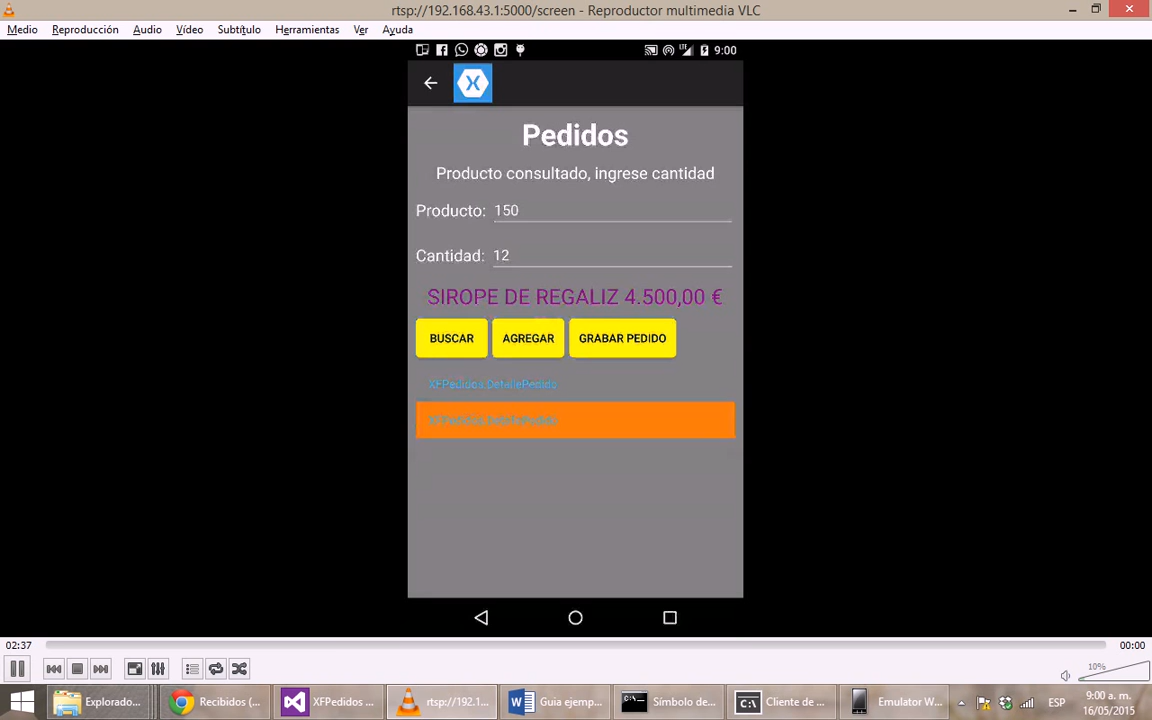 rtsp://192.168.43.1:5000/screen - Reproductor multimedia VLC
Medio Reproducción Audio Vídeo Subtítulo Herramientas Ver Ayuda
9:00
Pedidos
Producto consultado, ingrese cantidad
Producto: 150
Cantidad: 12
SIROPE DE REGALIZ 4.500,00 €
BUSCAR AGREGAR GRABAR PEDIDO
XFPedidos.DetallePedido
XFPedidos.DetallePedido
02:37 00:00
10%
Explorado... Recibidos (... XFPedidos ... rtsp://192.1... Guia ejemp... Símbolo de... Cliente de ... Emulator W... ESP 9:00 a. m.
16/05/2015